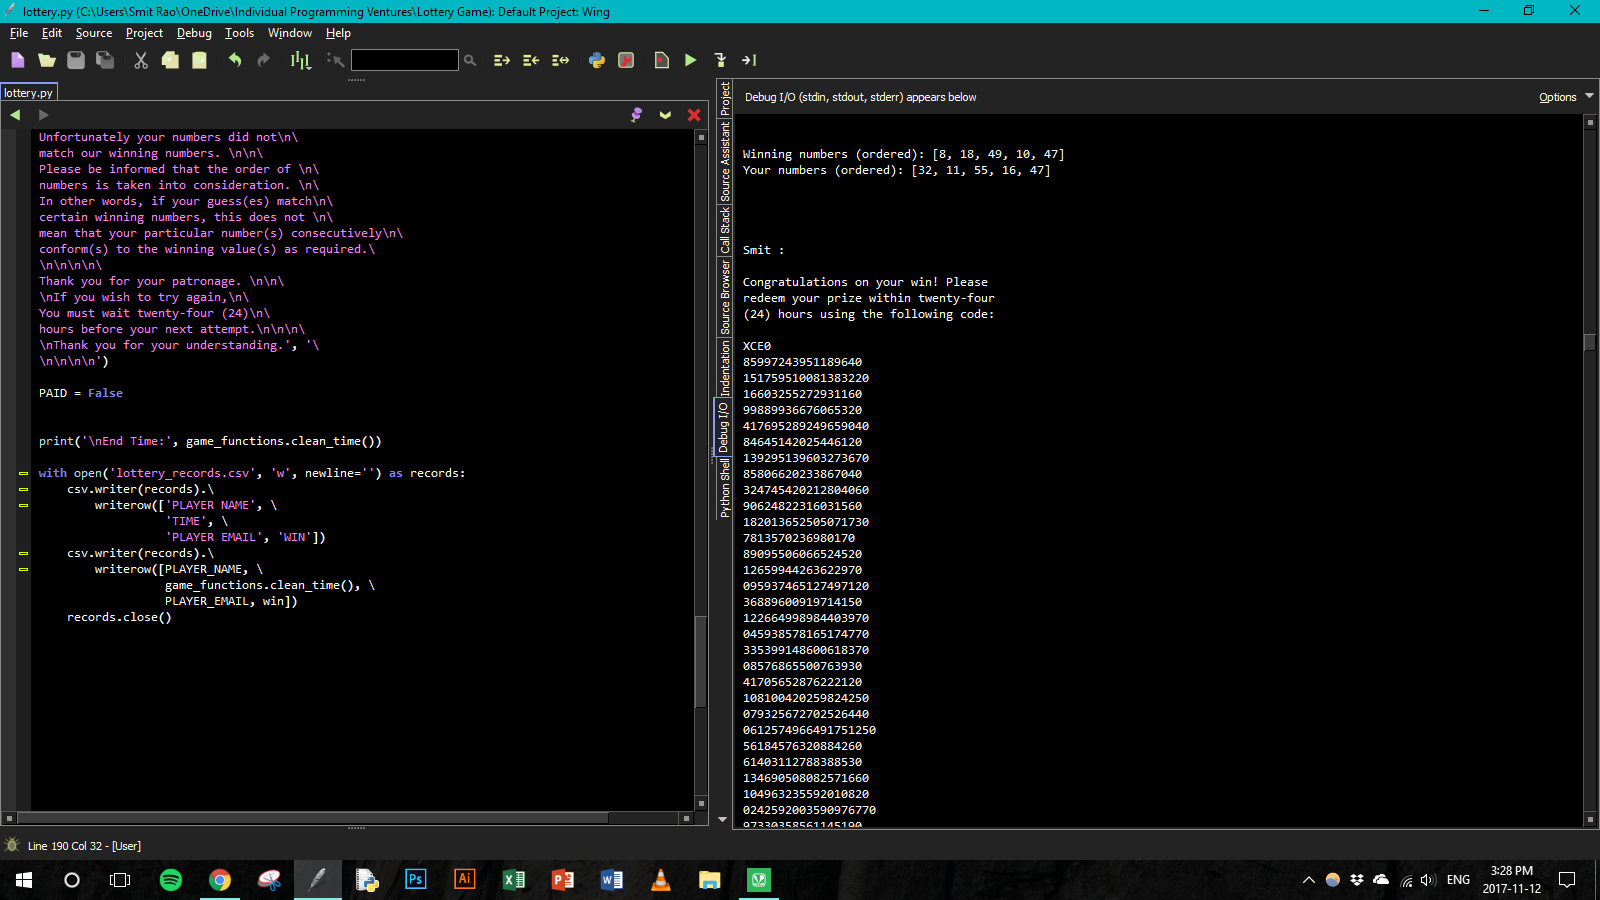 lottery.py (C:\Users\Smit Rao\OneDrive\Individual Programming Ventures\Lottery Game): Default Project: Wing
File Edit Source Project Debug Tools Window Help
lottery.py
Unfortunately your numbers did not\n\
match our winning numbers. \n\n\
Please be informed that the order of \n\
numbers is taken into consideration. \n\
In other words, if your guess(es) match\n\
certain winning numbers, this does not \n\
mean that your particular number(s) consecutively\n\
conform(s) to the winning value(s) as required.\
\n\n\n\n\
Thank you for your patronage. \n\n\
\nIf you wish to try again,\n\
You must wait twenty-four (24)\n\
hours before your next attempt.\n\n\n\
\nThank you for your understanding.', '\
\n\n\n\n')
PAID = False
print('\nEnd Time:', game_functions.clean_time())
with open('lottery_records.csv', 'w', newline='') as records:
csv.writer(records).\
writerow(['PLAYER NAME', \
'TIME', \
'PLAYER EMAIL', 'WIN'])
csv.writer(records).\
writerow([PLAYER_NAME, \
game_functions.clean_time(), \
PLAYER_EMAIL, win])
records.close()
Project
Source Assistant
Call Stack
Source Browser
Indentation
Debug I/O
Python Shell
Debug I/O (stdin, stdout, stderr) appears below
Options
Winning numbers (ordered): [8, 18, 49, 10, 47]
Your numbers (ordered): [32, 11, 55, 16, 47]
Smit :
Congratulations on your win! Please
redeem your prize within twenty-four
(24) hours using the following code:
XCE0
85997243951189640
151759510081383220
16603255272931160
99889936676065320
417695289249659040
84645142025446120
139295139603273670
85806620233867040
324745420212804060
90624822316031560
182013652505071730
7813570236980170
89095506066524520
12659944263622970
095937465127497120
36889600919714150
122664998984403970
045938578165174770
335399148600618370
08576865500763930
41705652876222120
108100420259824250
079325672702526440
0612574966491751250
56184576320884260
61403112788388530
134690508082571660
104963235592010820
0242592003590976770
97330358561145190
Line 190 Col 32 - [User]
Ps
Ai
ENG
3:28 PM
2017-11-12